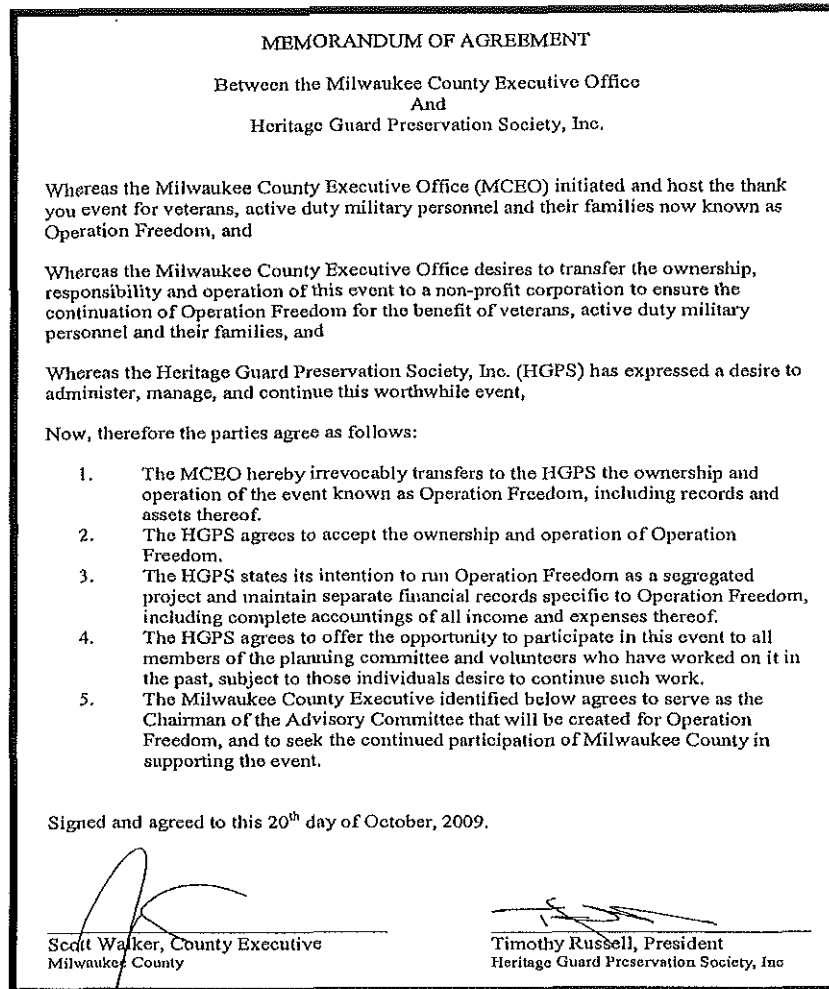 MEMORANDUM OF AGREEMENT
Between the Milwaukee County Executive Office
And
Heritage Guard Preservation Society, Inc.
Whereas the Milwaukee County Executive Office (MCEO) initiated and host the thank
you event for veterans, active duty military personnel and their families now known as
Operation Freedom, and
Whereas the Milwaukee County Executive Office desires to transfer the ownership,
responsibility and operation of this event to a non-profit corporation to ensure the
continuation of Operation Freedom for the benefit of veterans, active duty military
personnel and their families, and
Whereas the Heritage Guard Preservation Society, Inc. (HGPS) has expressed a desire to
administer, manage, and continue this worthwhile event,
Now, therefore the parties agree as follows:
1. The MCEO hereby irrevocably transfers to the HGPS the ownership and
operation of the event known as Operation Freedom, including records and
assets thereof.
2. The HGPS agrees to accept the ownership and operation of Operation
Freedom.
3. The HGPS states its intention to run Operation Freedom as a segregated
project and maintain separate financial records specific to Operation Freedom,
including complete accountings of all income and expenses thereof.
4. The HGPS agrees to offer the opportunity to participate in this event to all
members of the planning committee and volunteers who have worked on it in
the past, subject to those individuals desire to continue such work.
5. The Milwaukee County Executive identified below agrees to serve as the
Chairman of the Advisory Committee that will be created for Operation
Freedom, and to seek the continued participation of Milwaukee County in
supporting the event.
Signed and agreed to this 20th day of October, 2009.
Scott Walker, County Executive
Milwaukee County
Timothy Russell, President
Heritage Guard Preservation Society, Inc